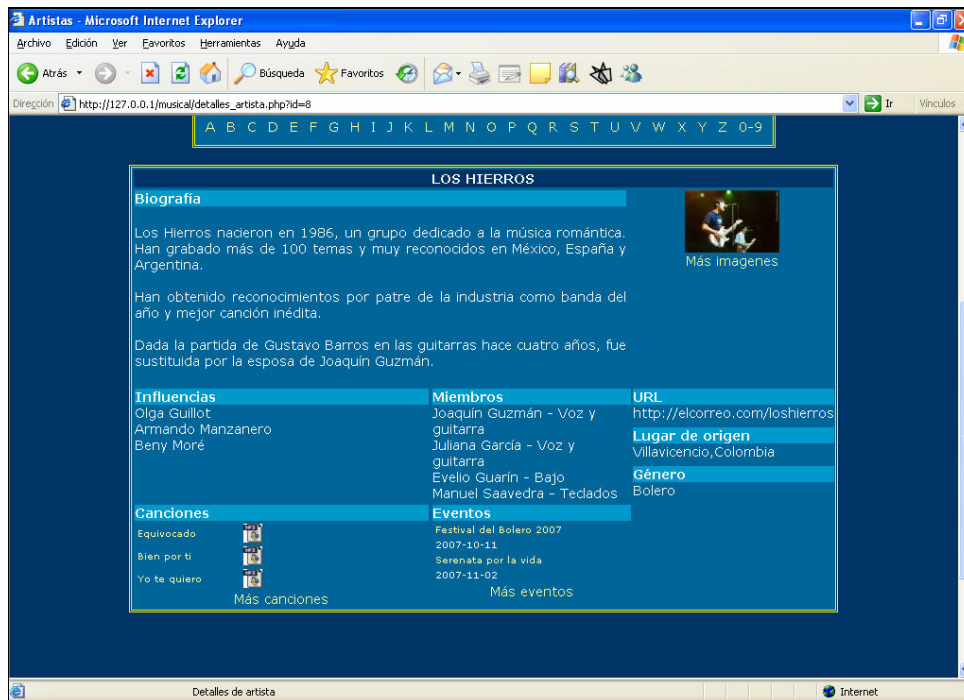 Artistas - Microsoft Internet Explorer
Archivo Edición Ver Favoritos Herramientas Ayuda
Atrás Búsqueda Favoritos
Dirección http://127.0.0.1/musical/detalles_artista.php?id=8 Ir Vínculos
A B C D E F G H I J K L M N O P Q R S T U V W X Y Z 0-9
LOS HIERROS
Biografía
Los Hierros nacieron en 1986, un grupo dedicado a la música romántica.
Han grabado más de 100 temas y muy reconocidos en México, España y
Argentina.
Han obtenido reconocimientos por patre de la industria como banda del
año y mejor canción inédita.
Dada la partida de Gustavo Barros en las guitarras hace cuatro años, fue
sustituida por la esposa de Joaquín Guzmán.
Más imagenes
Influencias
Olga Guillot
Armando Manzanero
Beny Moré
Miembros
Joaquín Guzmán - Voz y
guitarra
Juliana García - Voz y
guitarra
Evelio Guarín - Bajo
Manuel Saavedra - Teclados
URL
http://elcorreo.com/loshierros
Lugar de origen
Villavicencio,Colombia
Género
Bolero
Canciones
Equivocado
Bien por ti
Yo te quiero
Más canciones
Eventos
Festival del Bolero 2007
2007-10-11
Serenata por la vida
2007-11-02
Más eventos
Detalles de artista Internet